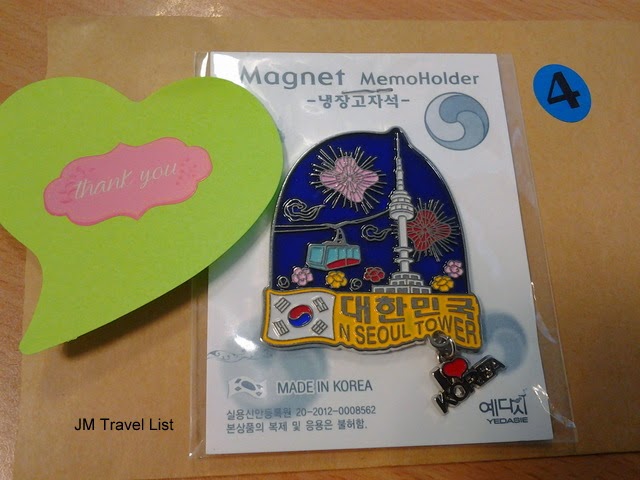 Magnet MemoHolder
-냉장고자석-
4
thank you
대한민국
N SEOUL TOWER
I KOREA
MADE IN KOREA
실용신안등록원 20-2012-0008562
본상품의 복제 및 응용은 불허함.
예다시
YEDASIE
JM Travel List